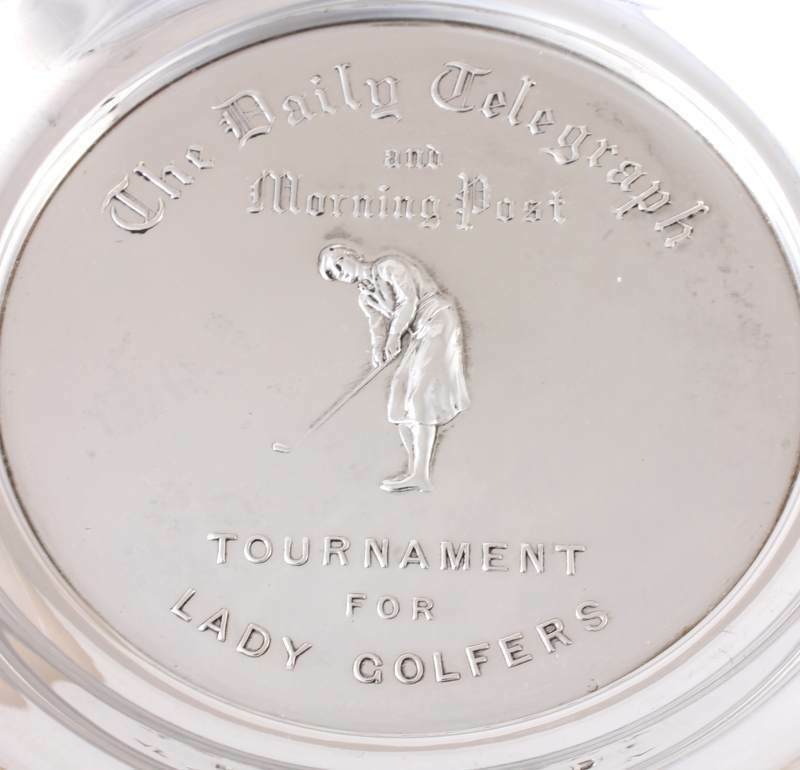 The Daily Telegraph
and
Morning Post
TOURNAMENT
FOR
LADY GOLFERS